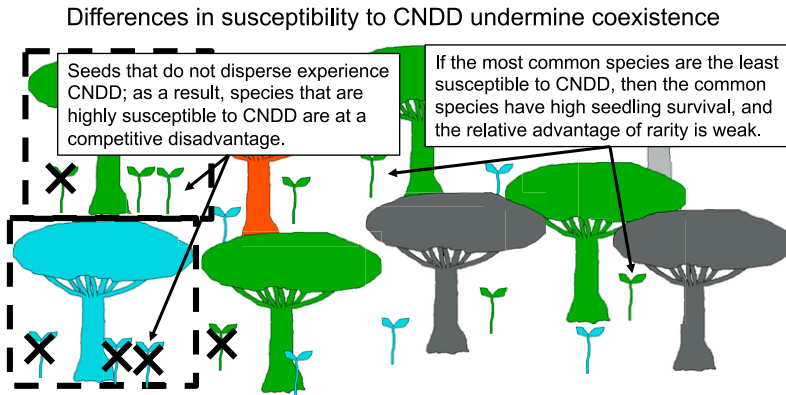 Differences in susceptibility to CNDD undermine coexistence
Seeds that do not disperse experience
CNDD; as a result, species that are
highly susceptible to CNDD are at a
competitive disadvantage.
If the most common species are the least
susceptible to CNDD, then the common
species have high seedling survival, and
the relative advantage of rarity is weak.